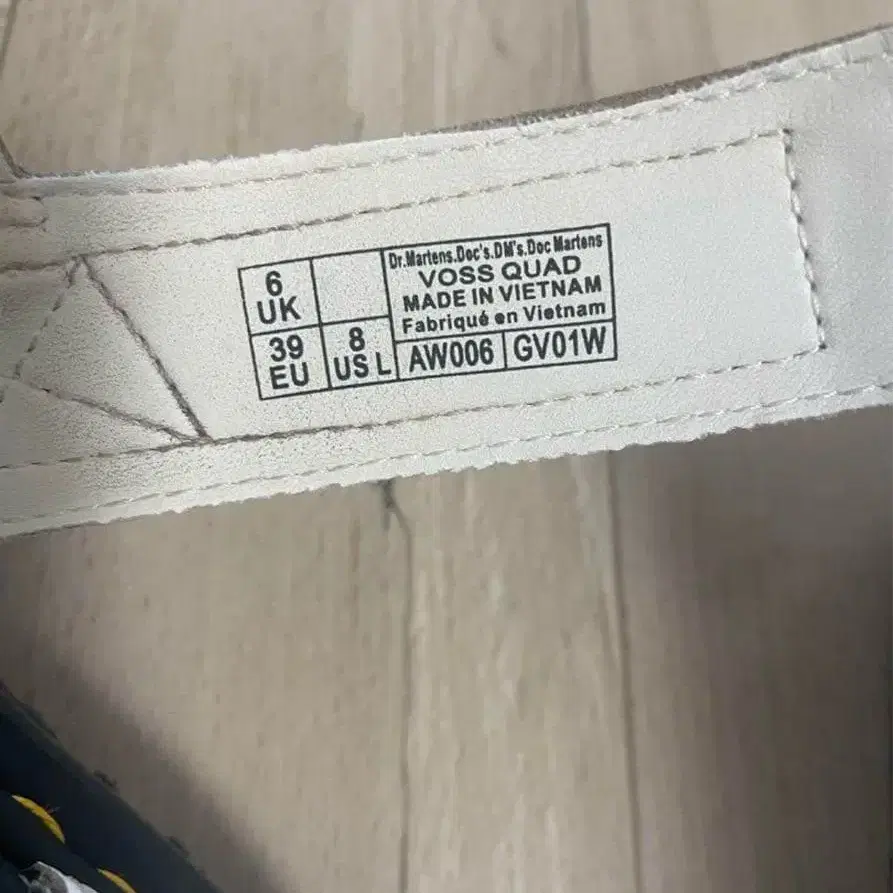 6
UK
39
EU
8
US L
Dr.Martens.Doc's.DM's.Doc Martens
VOSS QUAD
MADE IN VIETNAM
Fabriqué en Vietnam
AW006 GV01W